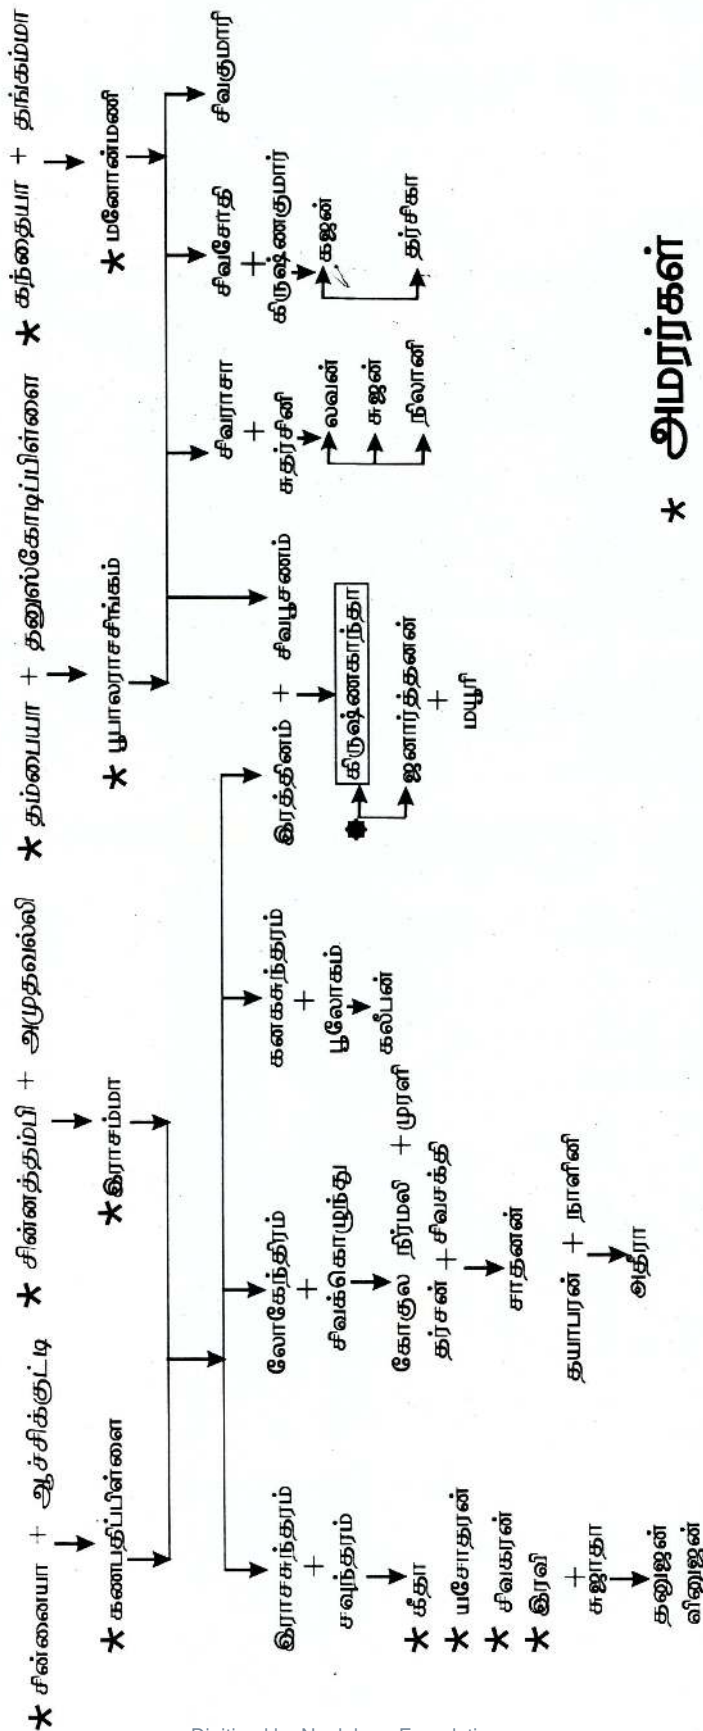 * சின்னையா + ஆச்சிக்குட்டி * சின்னத்தம்பி + அமுதவல்லி * தம்பையா + தனுஸ்கோடிப்பிள்ளை * கந்தையா + தங்கம்மா
* கணபதிப்பிள்ளை * இராசம்மா * பூபாலராசசிங்கம் * மனோன்மணி
சிவராசா
+
சுதர்சினி
லவன்
சுஜன்
நிலானி
சிவசோதி
+
கிருஷ்ணகுமார்
கஜன்
தர்சிகா
சிவகுமாரி
இராசசுந்தரம்
+
சவுந்தரம்
* கீதா
* யசோதரன்
* சிவகரன்
* இரவி
+
சுஜாதா
தனுஜன்
வினுஜன்
லோகேந்திரம்
+
சிவக்கொழுந்து
கோகுல நிர்மலி + முரளி
தர்சன் + சிவசக்தி
சாதனன்
தயாபரன் + நாளினி
அதீரா
கனகசுந்தரம்
+
பூலோகம்
கலீபன்
இரத்தினம் + சிவபூசணம்
கிருஷ்ணகாந்தா
ஜனார்த்தனன்
+
மயூரி
* அமரர்கள்